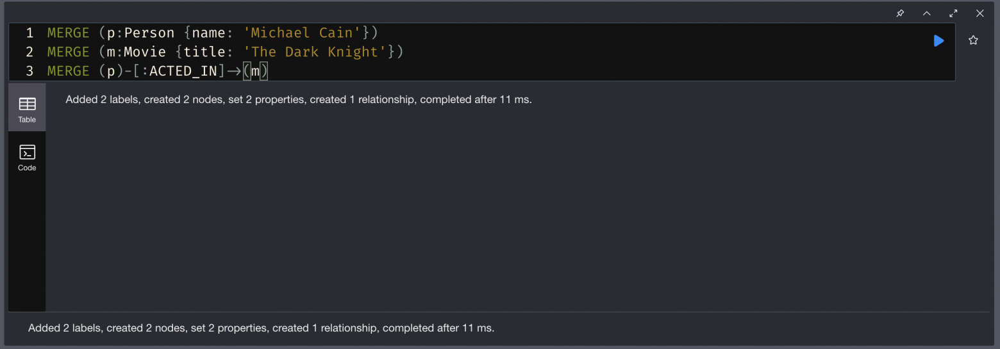 1 MERGE (p:Person {name: 'Michael Cain'})
2 MERGE (m:Movie {title: 'The Dark Knight'})
3 MERGE (p)-[:ACTED_IN]->(m)
Table
Added 2 labels, created 2 nodes, set 2 properties, created 1 relationship, completed after 11 ms.
Code
Added 2 labels, created 2 nodes, set 2 properties, created 1 relationship, completed after 11 ms.